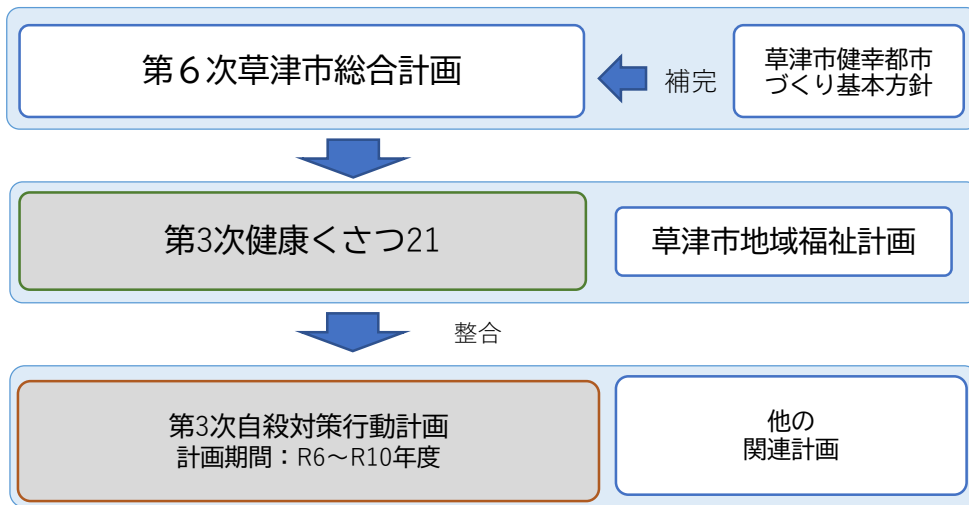 第６次草津市総合計画
補完
草津市健幸都市
づくり基本方針
第3次健康くさつ21
草津市地域福祉計画
整合
第3次自殺対策行動計画
計画期間：R6～R10年度
他の
関連計画